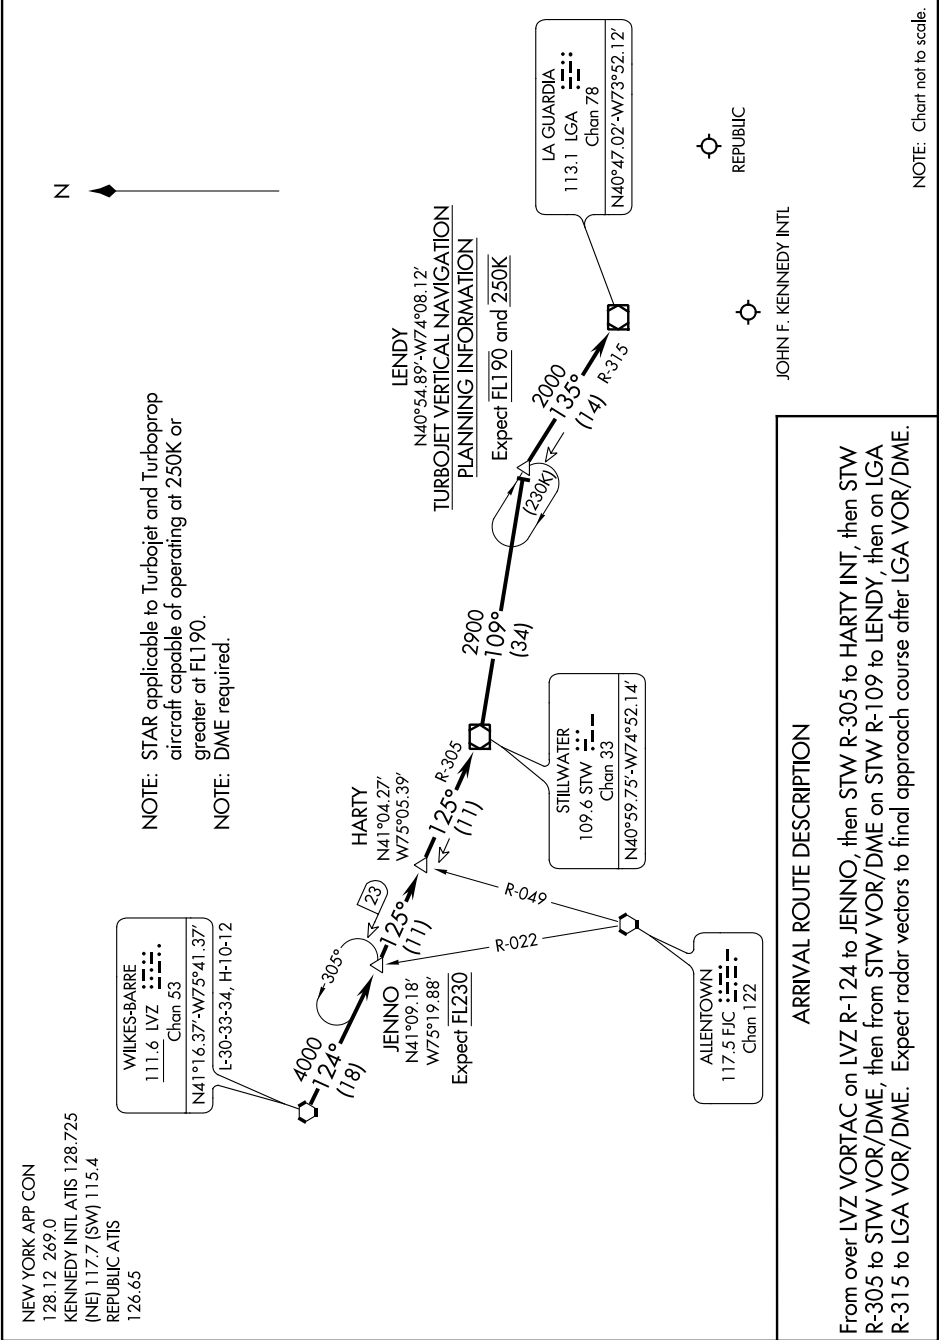 NEW YORK APP CON
128.12 269.0
KENNEDY INTL ATIS 128.725
(NE) 117.7 (SW) 115.4
REPUBLIC ATIS
126.65
WILKES-BARRE
111.6 LVZ
Chan 53
N41°16.37'-W75°41.37'
L-30-33-34, H-10-12
NOTE: STAR applicable to Turbojet and Turboprop
aircraft capable of operating at 250K or
greater at FL190.
NOTE: DME required.
N
4000
124°
(18)
305°
JENNO
N41°09.18'
W75°19.88'
Expect FL230
23
125°
(11)
HARTY
N41°04.27'
W75°05.39'
125°
(11)
R-305
R-022
R-049
ALLENTOWN
117.5 FJC
Chan 122
STILLWATER
109.6 STW
Chan 33
N40°59.75'-W74°52.14'
2900
109°
(34)
LENDY
N40°54.89'-W74°08.12'
TURBOJET VERTICAL NAVIGATION
PLANNING INFORMATION
Expect FL190 and 250K
(230K)
2000
135°
(14)
R-315
LA GUARDIA
113.1 LGA
Chan 78
N40°47.02'-W73°52.12'
REPUBLIC
JOHN F. KENNEDY INTL
ARRIVAL ROUTE DESCRIPTION
From over LVZ VORTAC on LVZ R-124 to JENNO, then STW R-305 to HARTY INT, then STW
R-305 to STW VOR/DME, then from STW VOR/DME on STW R-109 to LENDY, then on LGA
R-315 to LGA VOR/DME. Expect radar vectors to final approach course after LGA VOR/DME.
NOTE: Chart not to scale.